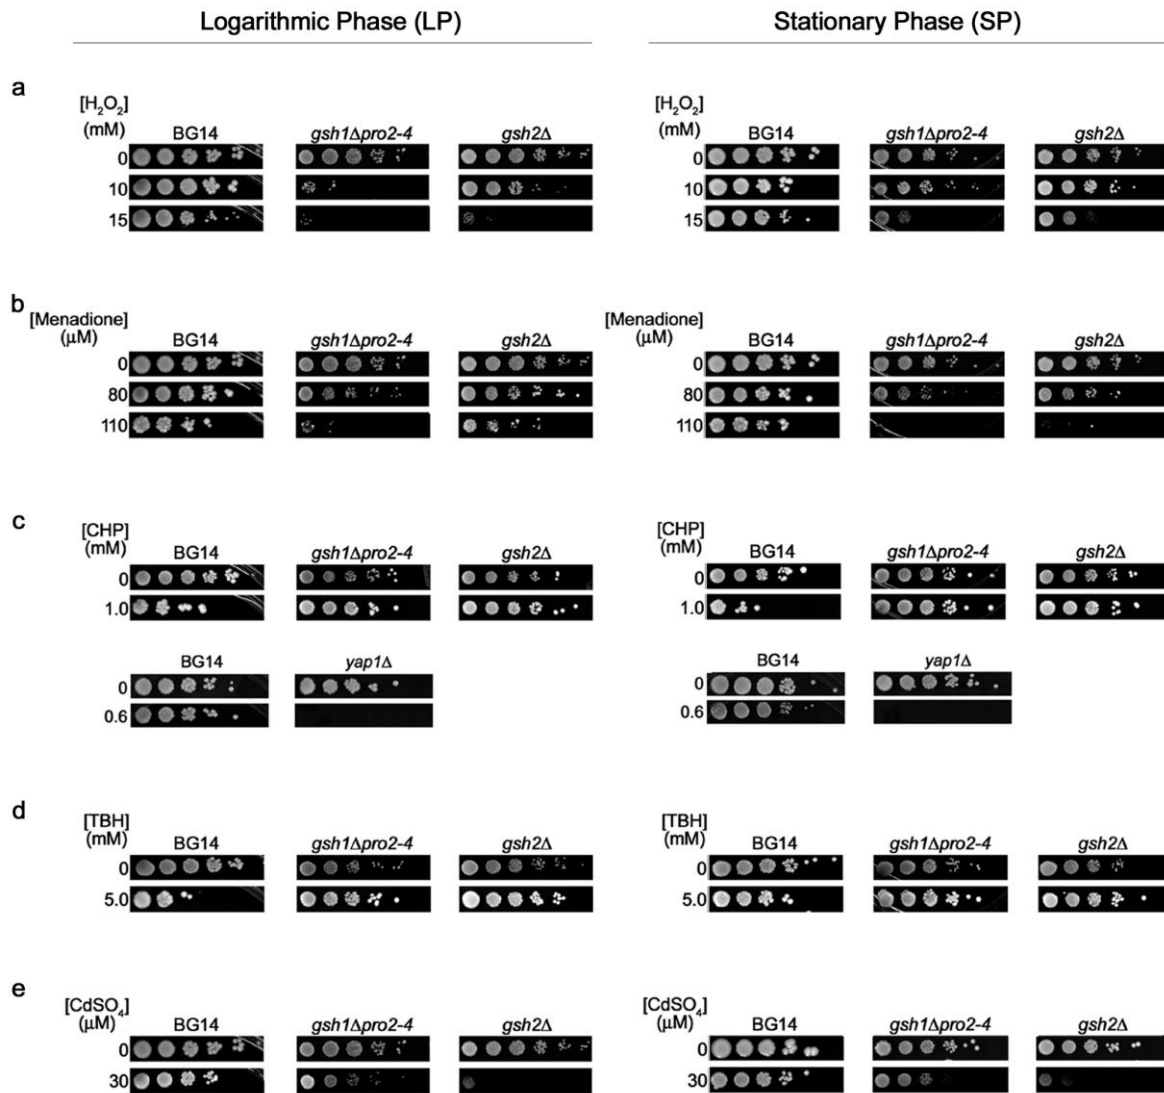 Logarithmic Phase (LP) Stationary Phase (SP)
a
[H₂O₂] [H₂O₂]
(mM) BG14 gsh1Δpro2-4 gsh2Δ (mM) BG14 gsh1Δpro2-4 gsh2Δ
0 0
10 10
15 15
b
[Menadione] [Menadione]
(μM) BG14 gsh1Δpro2-4 gsh2Δ (μM) BG14 gsh1Δpro2-4 gsh2Δ
0 0
80 80
110 110
c
[CHP] [CHP]
(mM) BG14 gsh1Δpro2-4 gsh2Δ (mM) BG14 gsh1Δpro2-4 gsh2Δ
0 0
1.0 1.0
BG14 yap1Δ BG14 yap1Δ
0 0
0.6 0.6
d
[TBH] [TBH]
(mM) BG14 gsh1Δpro2-4 gsh2Δ (mM) BG14 gsh1Δpro2-4 gsh2Δ
0 0
5.0 5.0
e
[CdSO₄] [CdSO₄]
(μM) BG14 gsh1Δpro2-4 gsh2Δ (μM) BG14 gsh1Δpro2-4 gsh2Δ
0 0
30 30